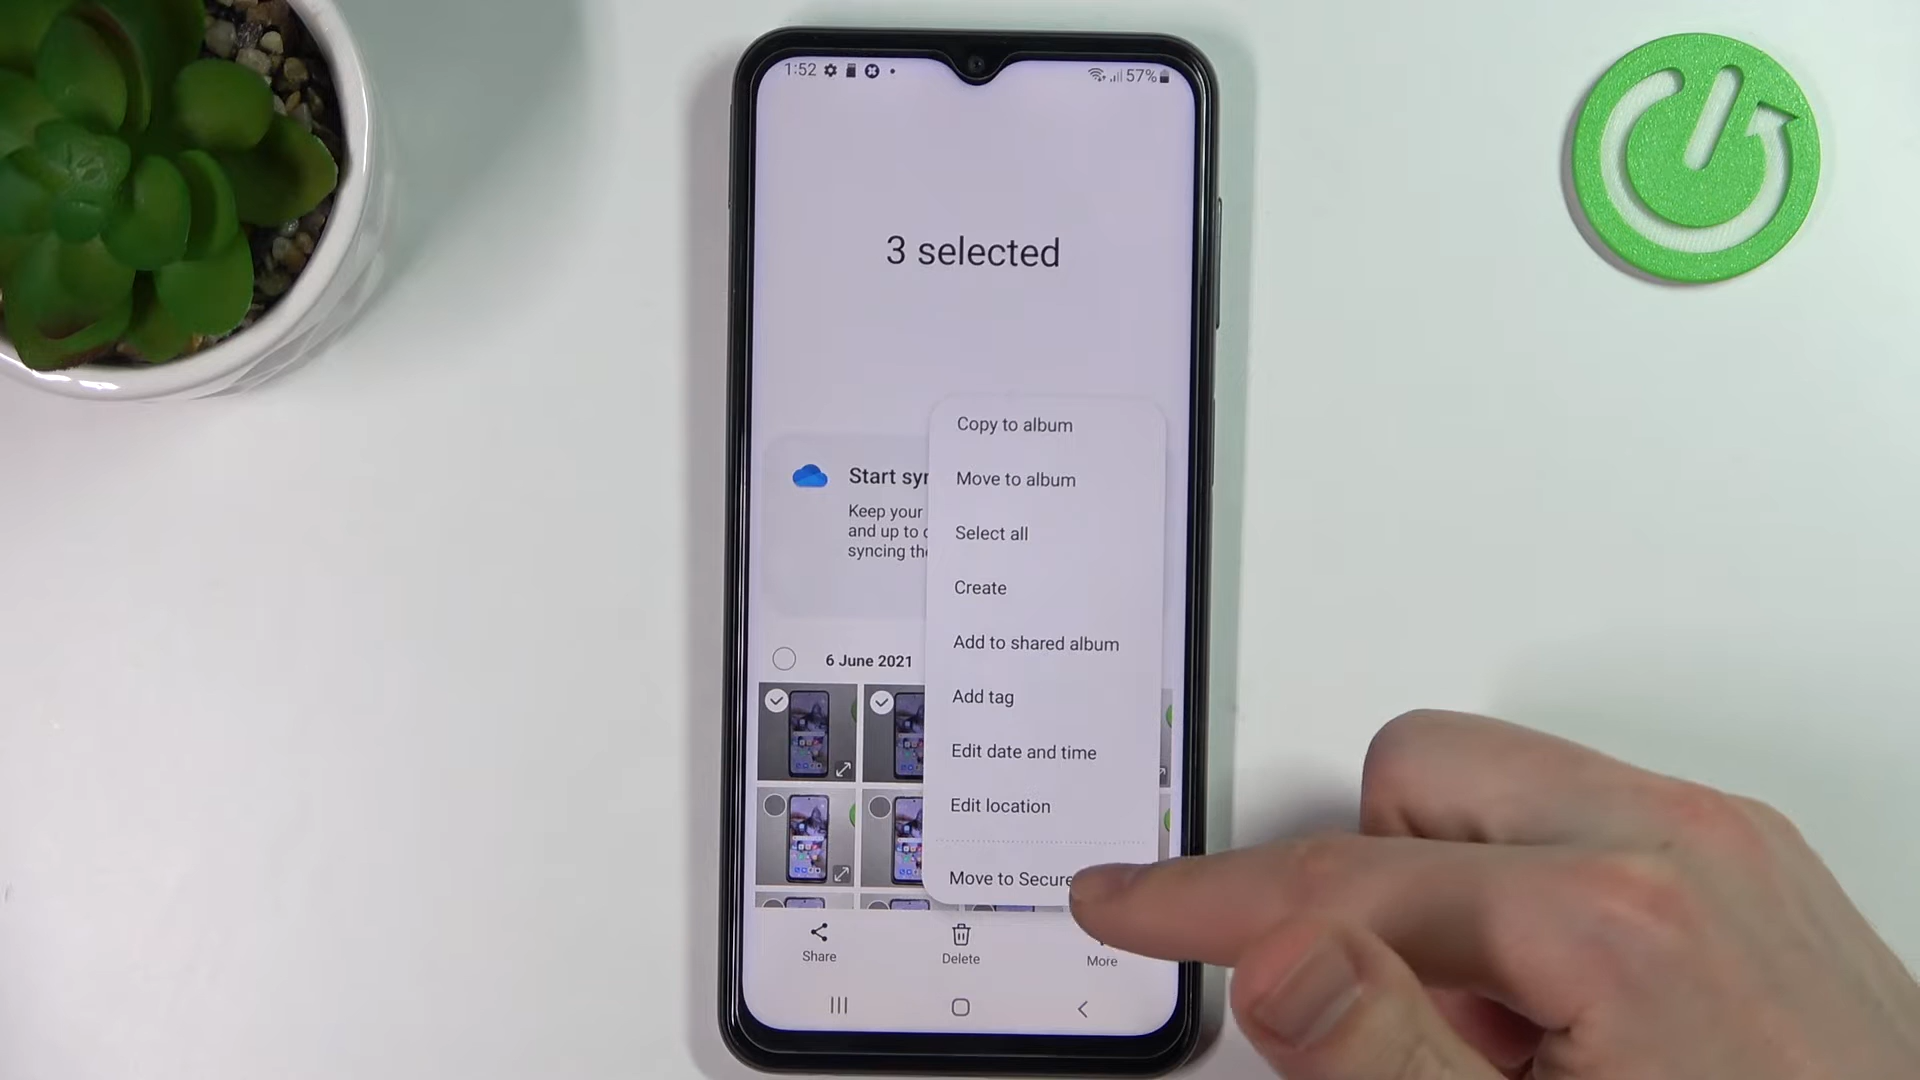 1:52
57%
3 selected
Copy to album
Move to album
Select all
Create
Add to shared album
Add tag
Edit date and time
Edit location
Move to Secure
Start
Keep your
and up to
syncing
6 June 2021
Share
Delete
More